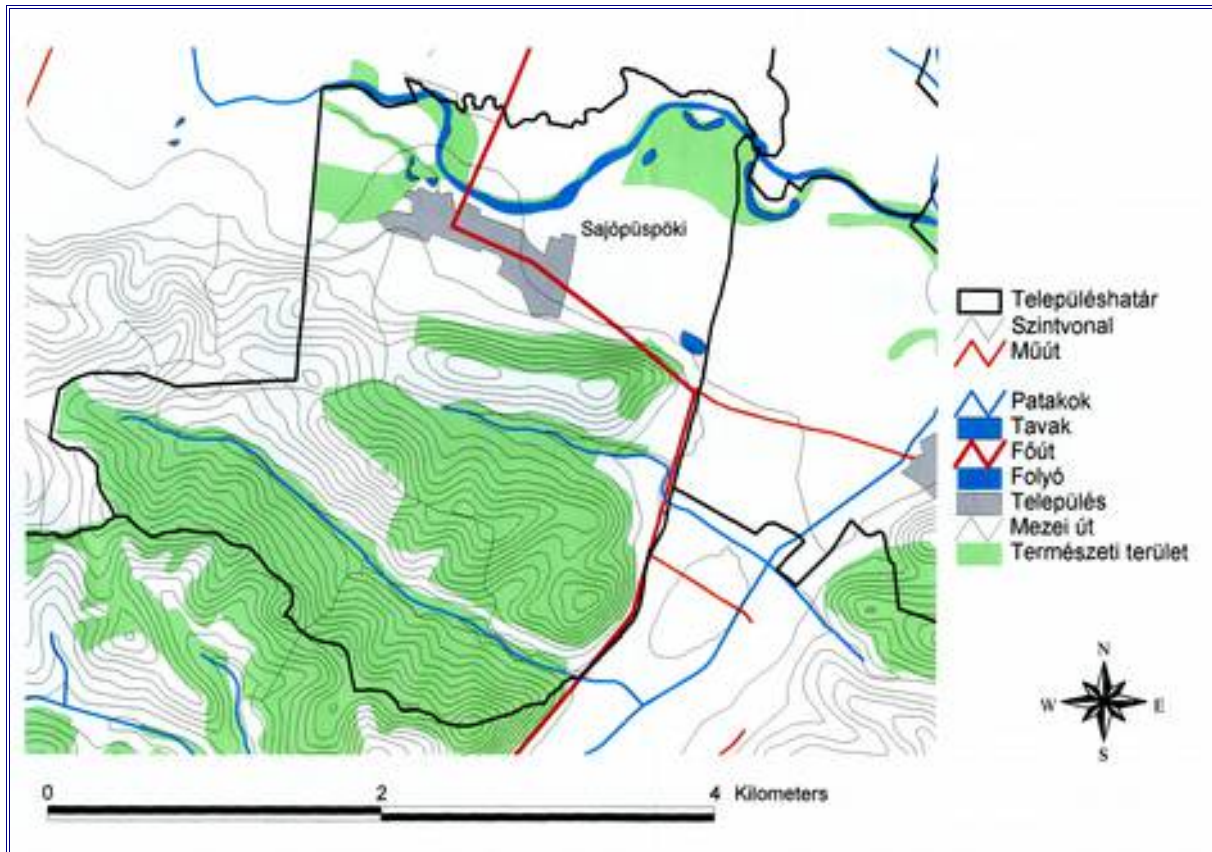 Sajópüspöki
Településhatár
Szintvonal
Műút
Patakok
Tavak
Főút
Folyó
Település
Mezei út
Természeti terület
N
W E
S
0 2 4 Kilometers